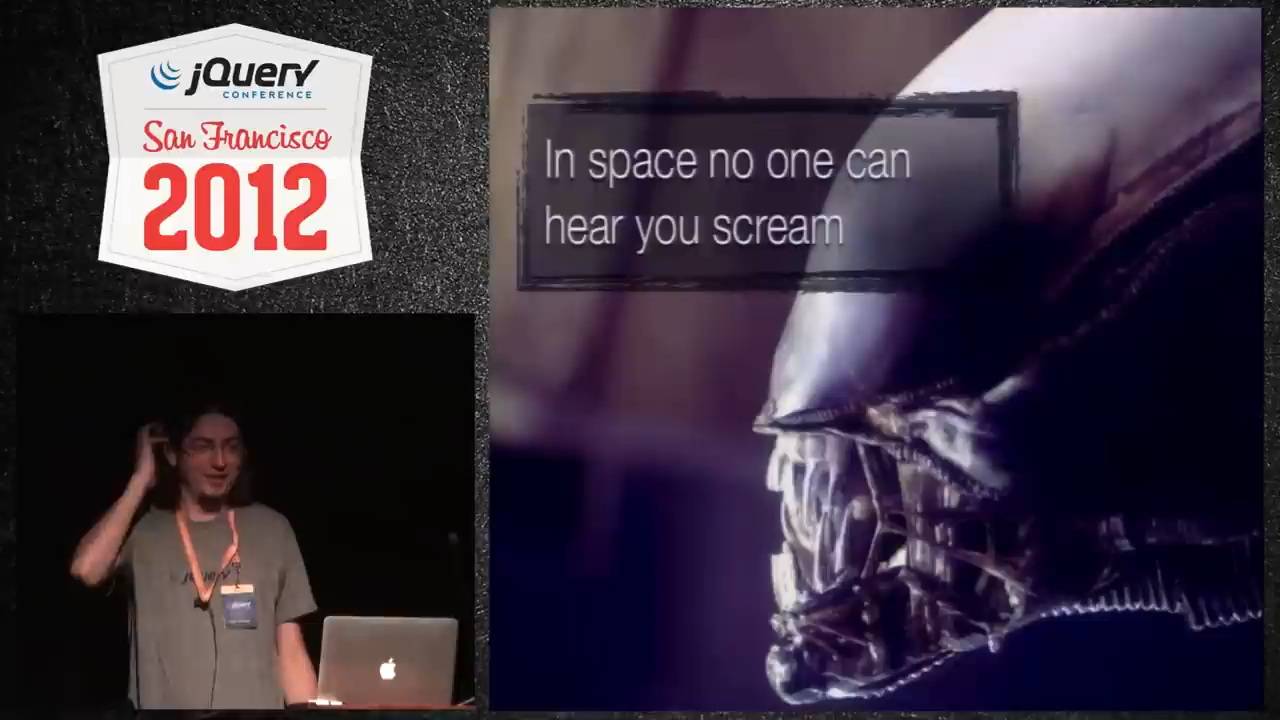 jQuery
CONFERENCE
San Francisco
2012
In space no one can
hear you scream